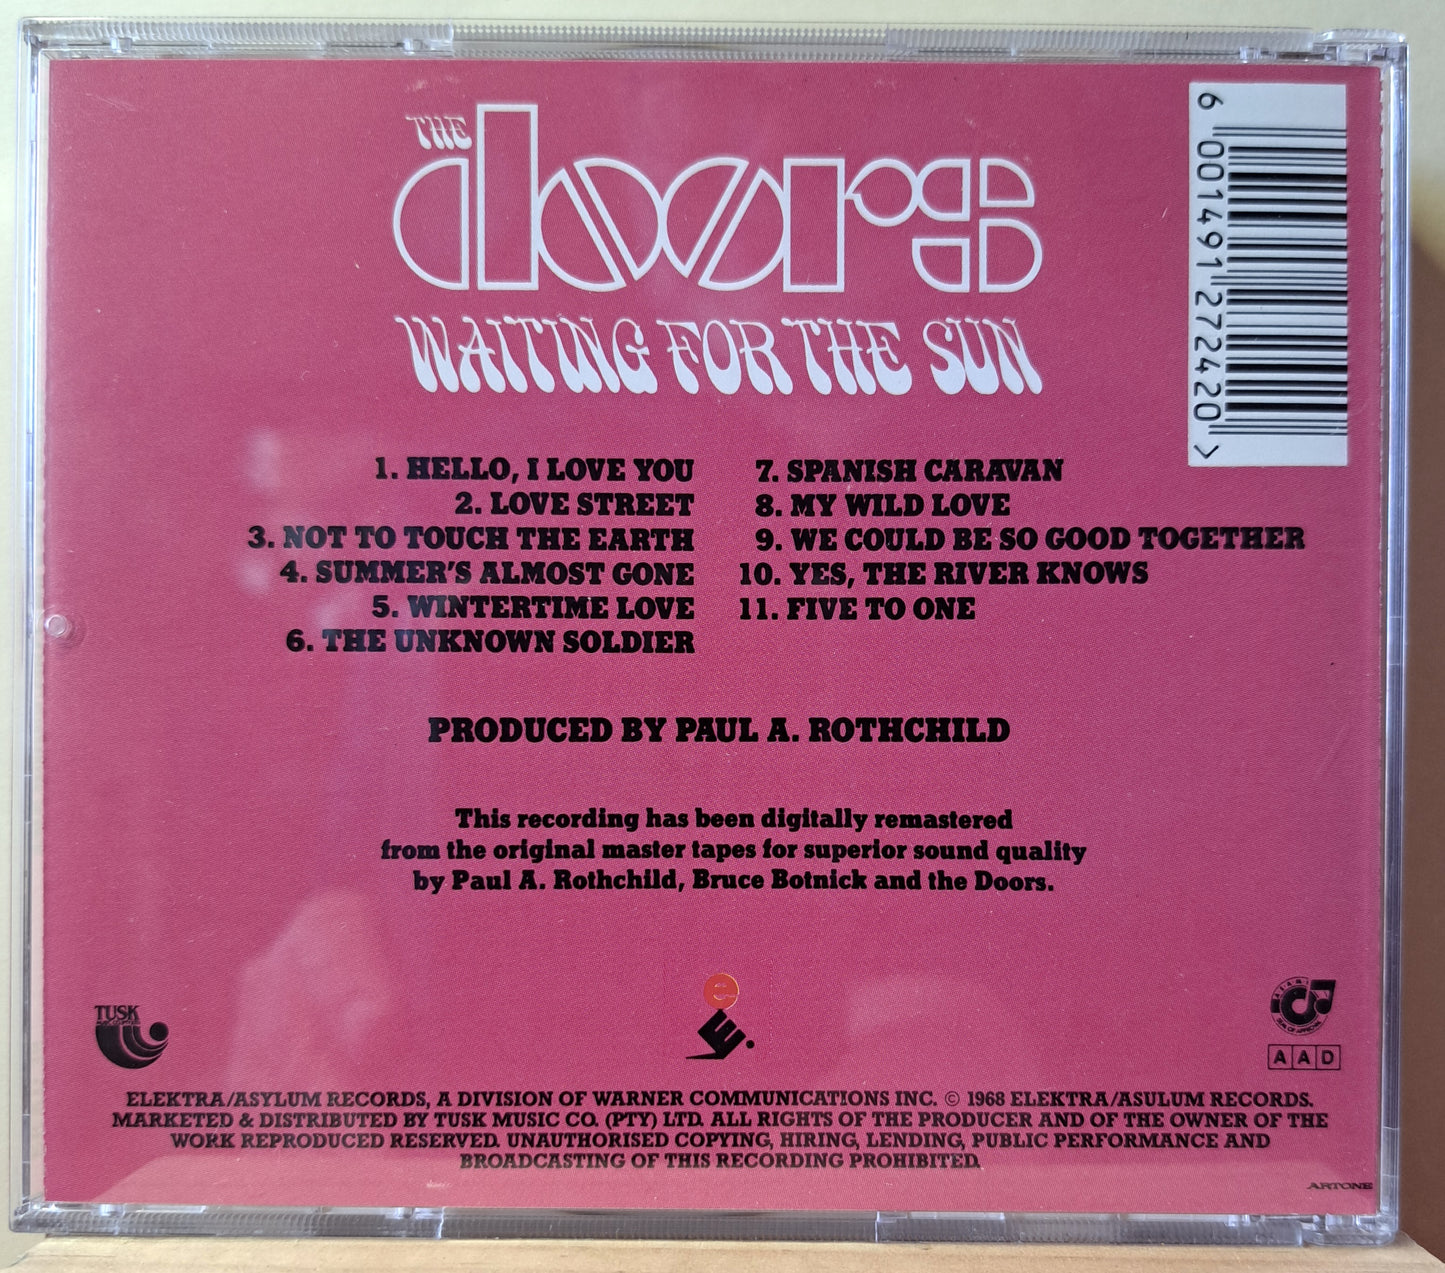 THE
doors
WAITING FOR THE SUN
6 001491 272420 >
1. HELLO, I LOVE YOU
2. LOVE STREET
3. NOT TO TOUCH THE EARTH
4. SUMMER'S ALMOST GONE
5. WINTERTIME LOVE
6. THE UNKNOWN SOLDIER
7. SPANISH CARAVAN
8. MY WILD LOVE
9. WE COULD BE SO GOOD TOGETHER
10. YES, THE RIVER KNOWS
11. FIVE TO ONE
PRODUCED BY PAUL A. ROTHCHILD
This recording has been digitally remastered
from the original master tapes for superior sound quality
by Paul A. Rothchild, Bruce Botnick and the Doors.
TUSK
e
E.
A A D
ELEKTRA/ASYLUM RECORDS, A DIVISION OF WARNER COMMUNICATIONS INC. © 1968 ELEKTRA/ASULUM RECORDS.
MARKETED & DISTRIBUTED BY TUSK MUSIC CO. (PTY) LTD. ALL RIGHTS OF THE PRODUCER AND OF THE OWNER OF THE
WORK REPRODUCED RESERVED. UNAUTHORISED COPYING, HIRING, LENDING, PUBLIC PERFORMANCE AND
BROADCASTING OF THIS RECORDING PROHIBITED.
ARTONE